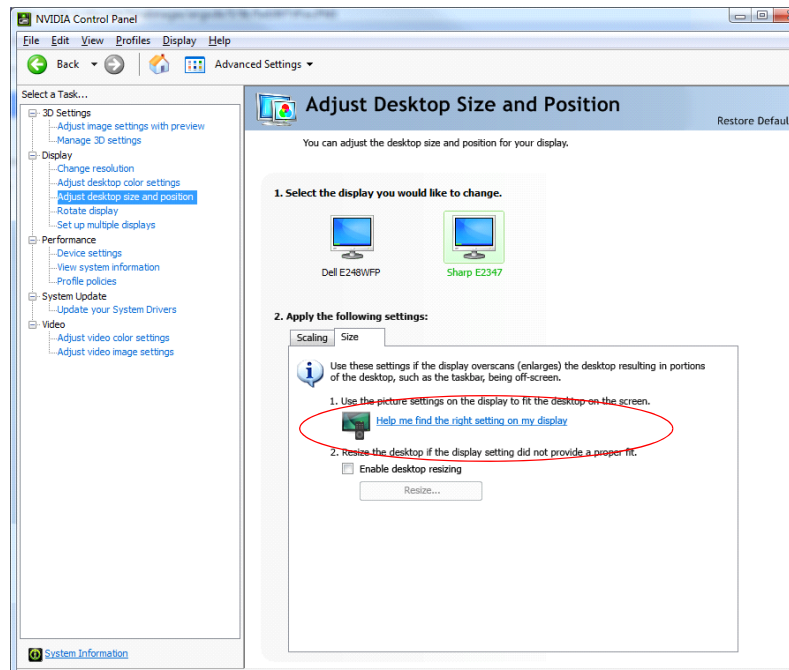 NVIDIA Control Panel
File Edit View Profiles Display Help
Back Advanced Settings
Select a Task...
3D Settings
Adjust image settings with preview
Manage 3D settings
Display
Change resolution
Adjust desktop color settings
Adjust desktop size and position
Rotate display
Set up multiple displays
Performance
Device settings
View system information
Profile policies
System Update
Update your System Drivers
Video
Adjust video color settings
Adjust video image settings
System Information
Adjust Desktop Size and Position
Restore Defaul
You can adjust the desktop size and position for your display.
1. Select the display you would like to change.
Dell E248WFP Sharp E2347
2. Apply the following settings:
Scaling Size
Use these settings if the display overscans (enlarges) the desktop resulting in portions
of the desktop, such as the taskbar, being off-screen.
1. Use the picture settings on the display to fit the desktop on the screen.
Help me find the right setting on my display
2. Resize the desktop if the display setting did not provide a proper fit.
Enable desktop resizing
Resize...